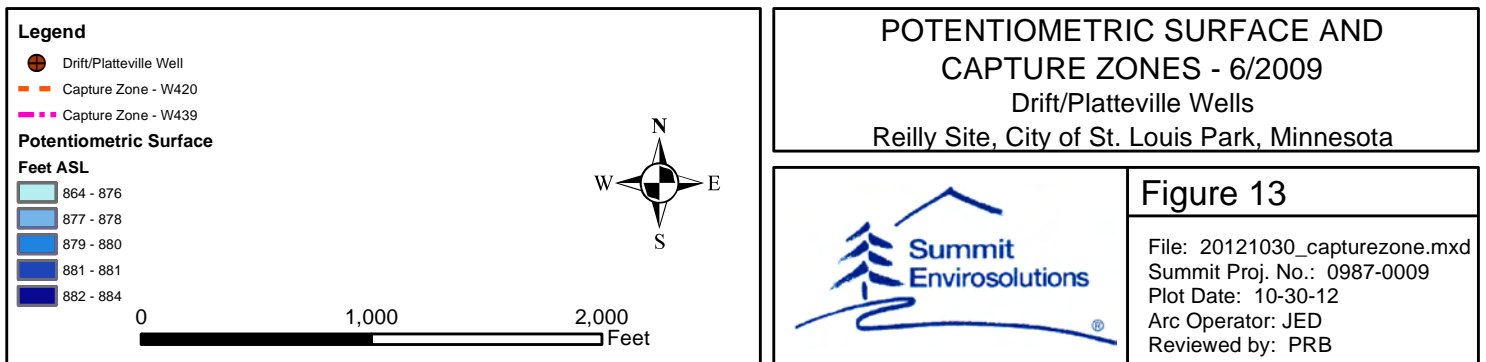 Legend
Drift/Platteville Well
Capture Zone - W420
Capture Zone - W439
Potentiometric Surface
Feet ASL
864 - 876
877 - 878
879 - 880
881 - 881
882 - 884
N
W E
S
0 1,000 2,000
Feet
POTENTIOMETRIC SURFACE AND
CAPTURE ZONES - 6/2009
Drift/Platteville Wells
Reilly Site, City of St. Louis Park, Minnesota
Summit
Envirosolutions
®
Figure 13
File: 20121030_capturezone.mxd
Summit Proj. No.: 0987-0009
Plot Date: 10-30-12
Arc Operator: JED
Reviewed by: PRB